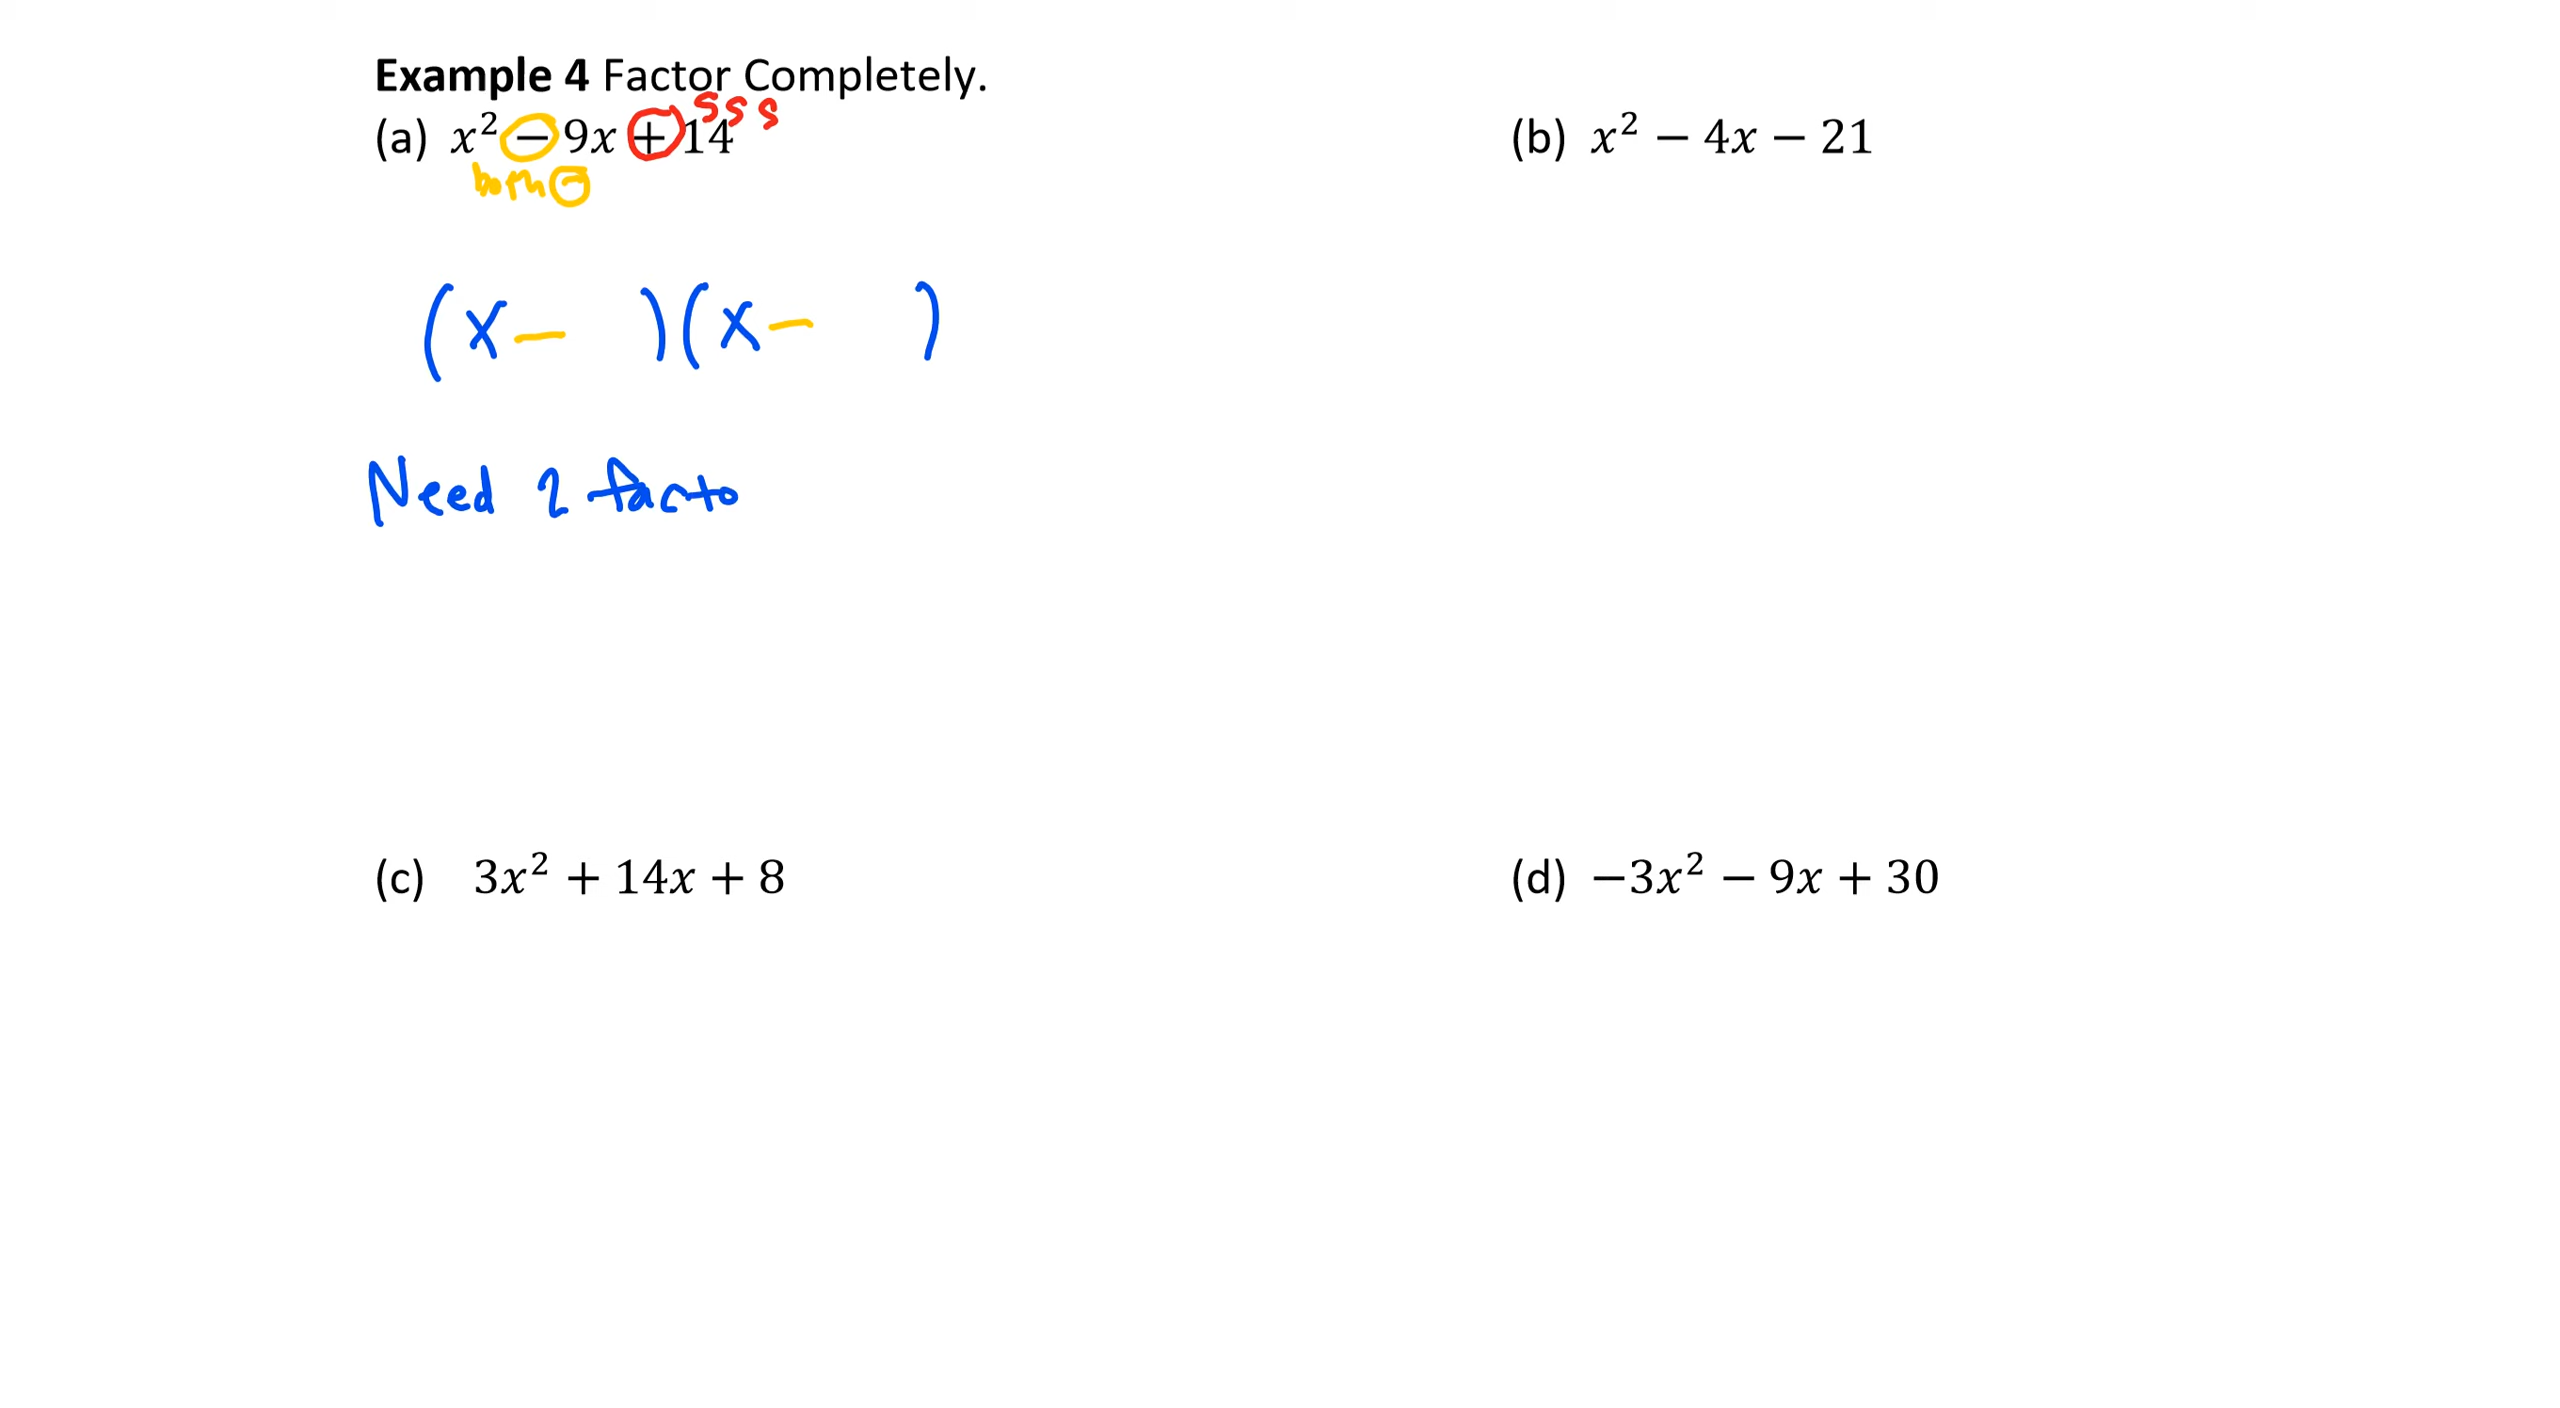 Example 4 Factor Completely.
(a) x² − 9x + 14 sss
both ⊖
(x − )(x − )
Need 2 facto
(b) x² − 4x − 21
(c) 3x² + 14x + 8
(d) −3x² − 9x + 30